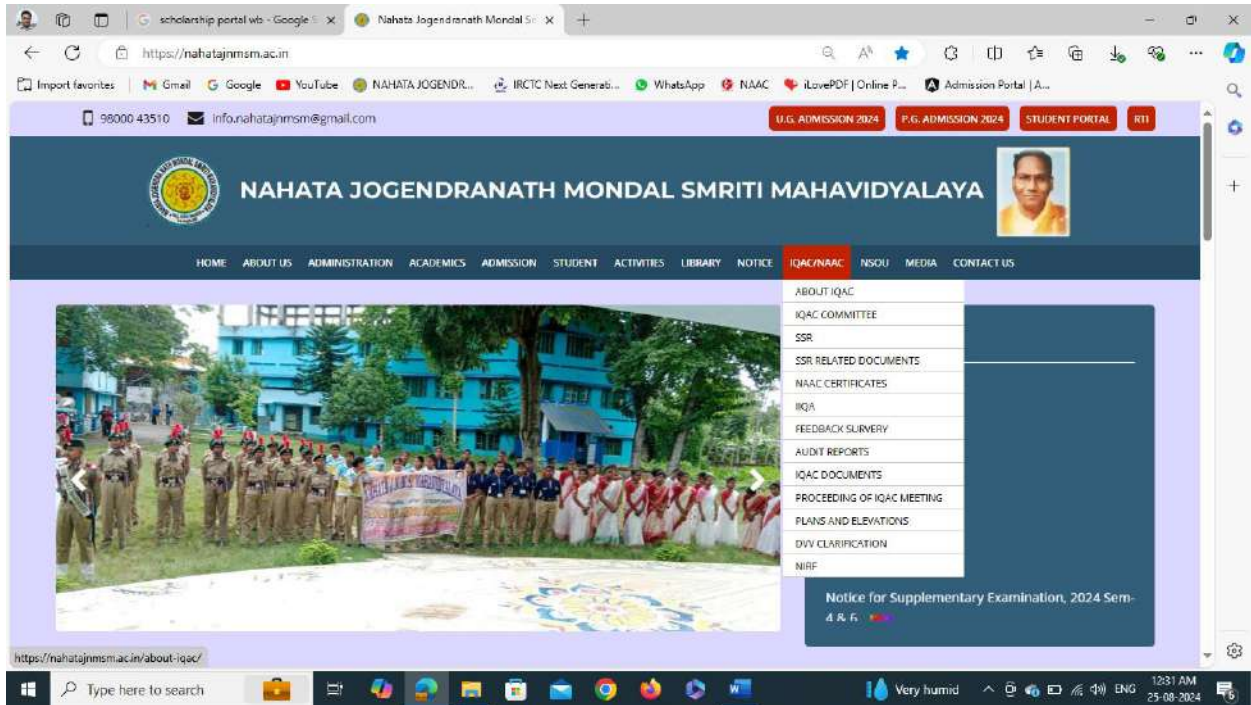 scholarship portal wb - Google S
Nahata Jogendranath Mondal Sm
https://nahatajnmsm.ac.in
Import favorites
Gmail
Google
YouTube
NAHATA JOGENDR...
IRCTC Next Generati...
WhatsApp
NAAC
iLovePDF | Online P...
Admission Portal | A...
98000 43510
info.nahatajnmsm@gmail.com
U.G. ADMISSION 2024
P.G. ADMISSION 2024
STUDENT PORTAL
RTI
NAHATA JOGENDRANATH MONDAL SMRITI MAHAVIDYALAYA
HOME ABOUT US ADMINISTRATION ACADEMICS ADMISSION STUDENT ACTIVITIES LIBRARY NOTICE IQAC/NAAC NSOU MEDIA CONTACT US
ABOUT IQAC
IQAC COMMITTEE
SSR
SSR RELATED DOCUMENTS
NAAC CERTIFICATES
IIQA
FEEDBACK SURVERY
AUDIT REPORTS
IQAC DOCUMENTS
PROCEEDING OF IQAC MEETING
PLANS AND ELEVATIONS
DVV CLARIFICATION
NIRF
Notice for Supplementary Examination, 2024 Sem-
4 & 6
https://nahatajnmsm.ac.in/about-iqac/
Type here to search
Very humid
ENG
12:31 AM
25-08-2024